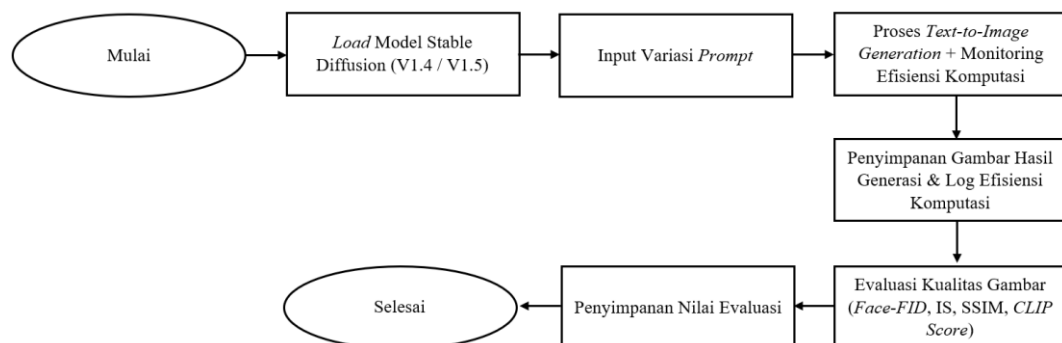 Mulai
Load Model Stable
Diffusion (V1.4 / V1.5)
Input Variasi Prompt
Proses Text-to-Image
Generation + Monitoring
Efisiensi Komputasi
Penyimpanan Gambar Hasil
Generasi & Log Efisiensi
Komputasi
Evaluasi Kualitas Gambar
(Face-FID, IS, SSIM, CLIP
Score)
Penyimpanan Nilai Evaluasi
Selesai